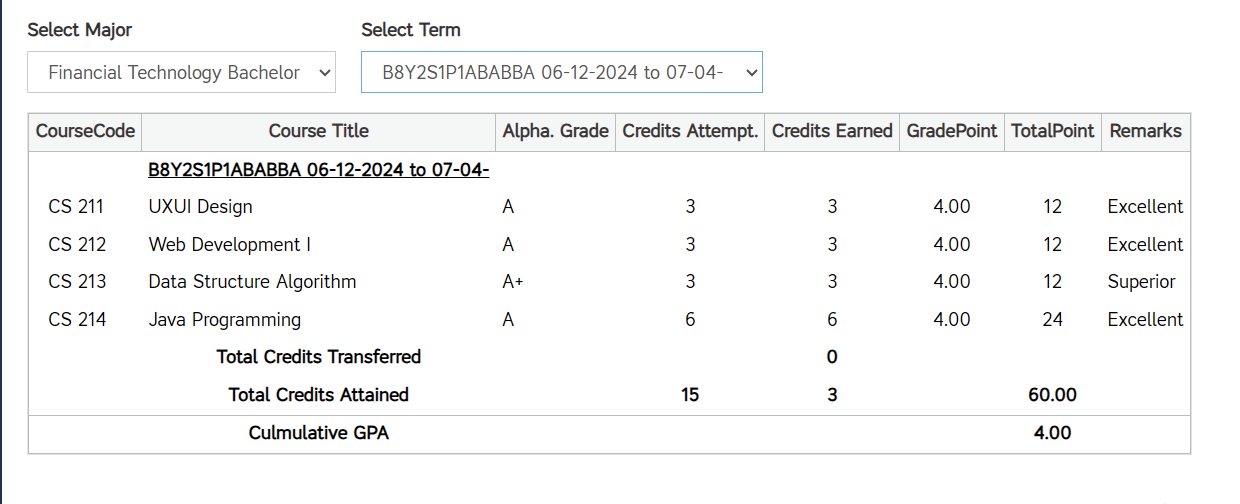 Select Major Select Term
Financial Technology Bachelor B8Y2S1P1ABABBA 06-12-2024 to 07-04-
CourseCode Course Title Alpha. Grade Credits Attempt. Credits Earned GradePoint TotalPoint Remarks
B8Y2S1P1ABABBA 06-12-2024 to 07-04-
CS 211 UXUI Design A 3 3 4.00 12 Excellent
CS 212 Web Development I A 3 3 4.00 12 Excellent
CS 213 Data Structure Algorithm A+ 3 3 4.00 12 Superior
CS 214 Java Programming A 6 6 4.00 24 Excellent
Total Credits Transferred 0
Total Credits Attained 15 3 60.00
Culmulative GPA 4.00